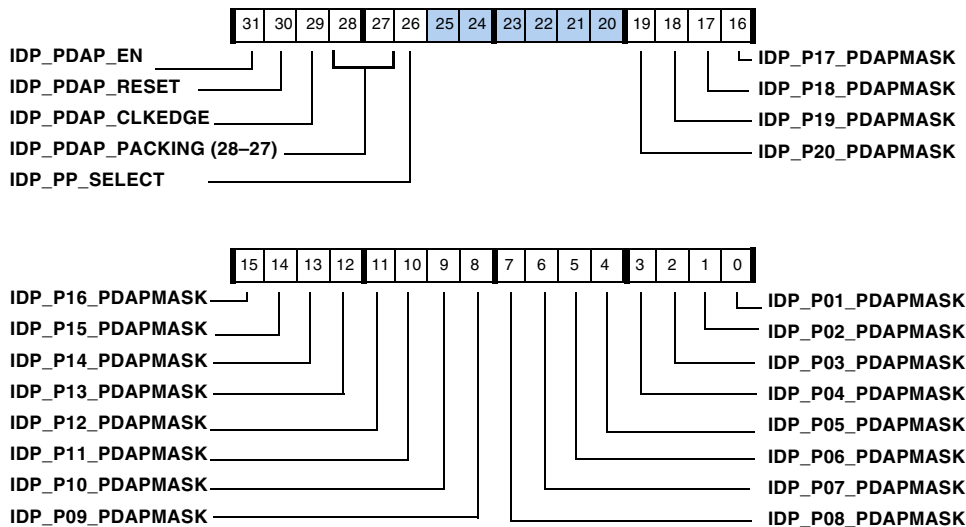 31 30 29 28 27 26 25 24 23 22 21 20 19 18 17 16
IDP_PDAP_EN IDP_P17_PDAPMASK
IDP_PDAP_RESET IDP_P18_PDAPMASK
IDP_PDAP_CLKEDGE IDP_P19_PDAPMASK
IDP_PDAP_PACKING (28–27) IDP_P20_PDAPMASK
IDP_PP_SELECT
15 14 13 12 11 10 9 8 7 6 5 4 3 2 1 0
IDP_P16_PDAPMASK IDP_P01_PDAPMASK
IDP_P15_PDAPMASK IDP_P02_PDAPMASK
IDP_P14_PDAPMASK IDP_P03_PDAPMASK
IDP_P13_PDAPMASK IDP_P04_PDAPMASK
IDP_P12_PDAPMASK IDP_P05_PDAPMASK
IDP_P11_PDAPMASK IDP_P06_PDAPMASK
IDP_P10_PDAPMASK IDP_P07_PDAPMASK
IDP_P09_PDAPMASK IDP_P08_PDAPMASK